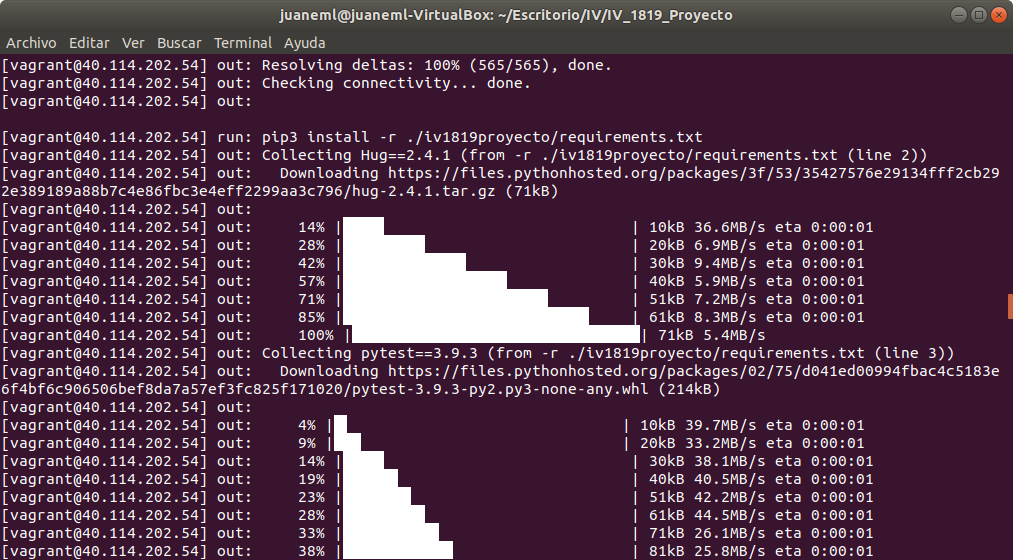 juaneml@juaneml-VirtualBox: ~/Escritorio/IV/IV_1819_Proyecto
Archivo Editar Ver Buscar Terminal Ayuda
[vagrant@40.114.202.54] out: Resolving deltas: 100% (565/565), done.
[vagrant@40.114.202.54] out: Checking connectivity... done.
[vagrant@40.114.202.54] out:
[vagrant@40.114.202.54] run: pip3 install -r ./iv1819proyecto/requirements.txt
[vagrant@40.114.202.54] out: Collecting Hug==2.4.1 (from -r ./iv1819proyecto/requirements.txt (line 2))
[vagrant@40.114.202.54] out:   Downloading https://files.pythonhosted.org/packages/3f/53/35427576e29134fff2cb29
2e389189a88b7c4e86fbc3e4eff2299aa3c796/hug-2.4.1.tar.gz (71kB)
[vagrant@40.114.202.54] out:
[vagrant@40.114.202.54] out:     14% | | 10kB 36.6MB/s eta 0:00:01
[vagrant@40.114.202.54] out:     28% | | 20kB 6.9MB/s eta 0:00:01
[vagrant@40.114.202.54] out:     42% | | 30kB 9.4MB/s eta 0:00:01
[vagrant@40.114.202.54] out:     57% | | 40kB 5.9MB/s eta 0:00:01
[vagrant@40.114.202.54] out:     71% | | 51kB 7.2MB/s eta 0:00:01
[vagrant@40.114.202.54] out:     85% | | 61kB 8.3MB/s eta 0:00:01
[vagrant@40.114.202.54] out:     100% | | 71kB 5.4MB/s
[vagrant@40.114.202.54] out: Collecting pytest==3.9.3 (from -r ./iv1819proyecto/requirements.txt (line 3))
[vagrant@40.114.202.54] out:   Downloading https://files.pythonhosted.org/packages/02/75/d041ed00994fbac4c5183e
6f4bf6c906506bef8da7a57ef3fc825f171020/pytest-3.9.3-py2.py3-none-any.whl (214kB)
[vagrant@40.114.202.54] out:
[vagrant@40.114.202.54] out:     4% | | 10kB 39.7MB/s eta 0:00:01
[vagrant@40.114.202.54] out:     9% | | 20kB 33.2MB/s eta 0:00:01
[vagrant@40.114.202.54] out:     14% | | 30kB 38.1MB/s eta 0:00:01
[vagrant@40.114.202.54] out:     19% | | 40kB 40.5MB/s eta 0:00:01
[vagrant@40.114.202.54] out:     23% | | 51kB 42.2MB/s eta 0:00:01
[vagrant@40.114.202.54] out:     28% | | 61kB 44.5MB/s eta 0:00:01
[vagrant@40.114.202.54] out:     33% | | 71kB 26.1MB/s eta 0:00:01
[vagrant@40.114.202.54] out:     38% | | 81kB 25.8MB/s eta 0:00:01